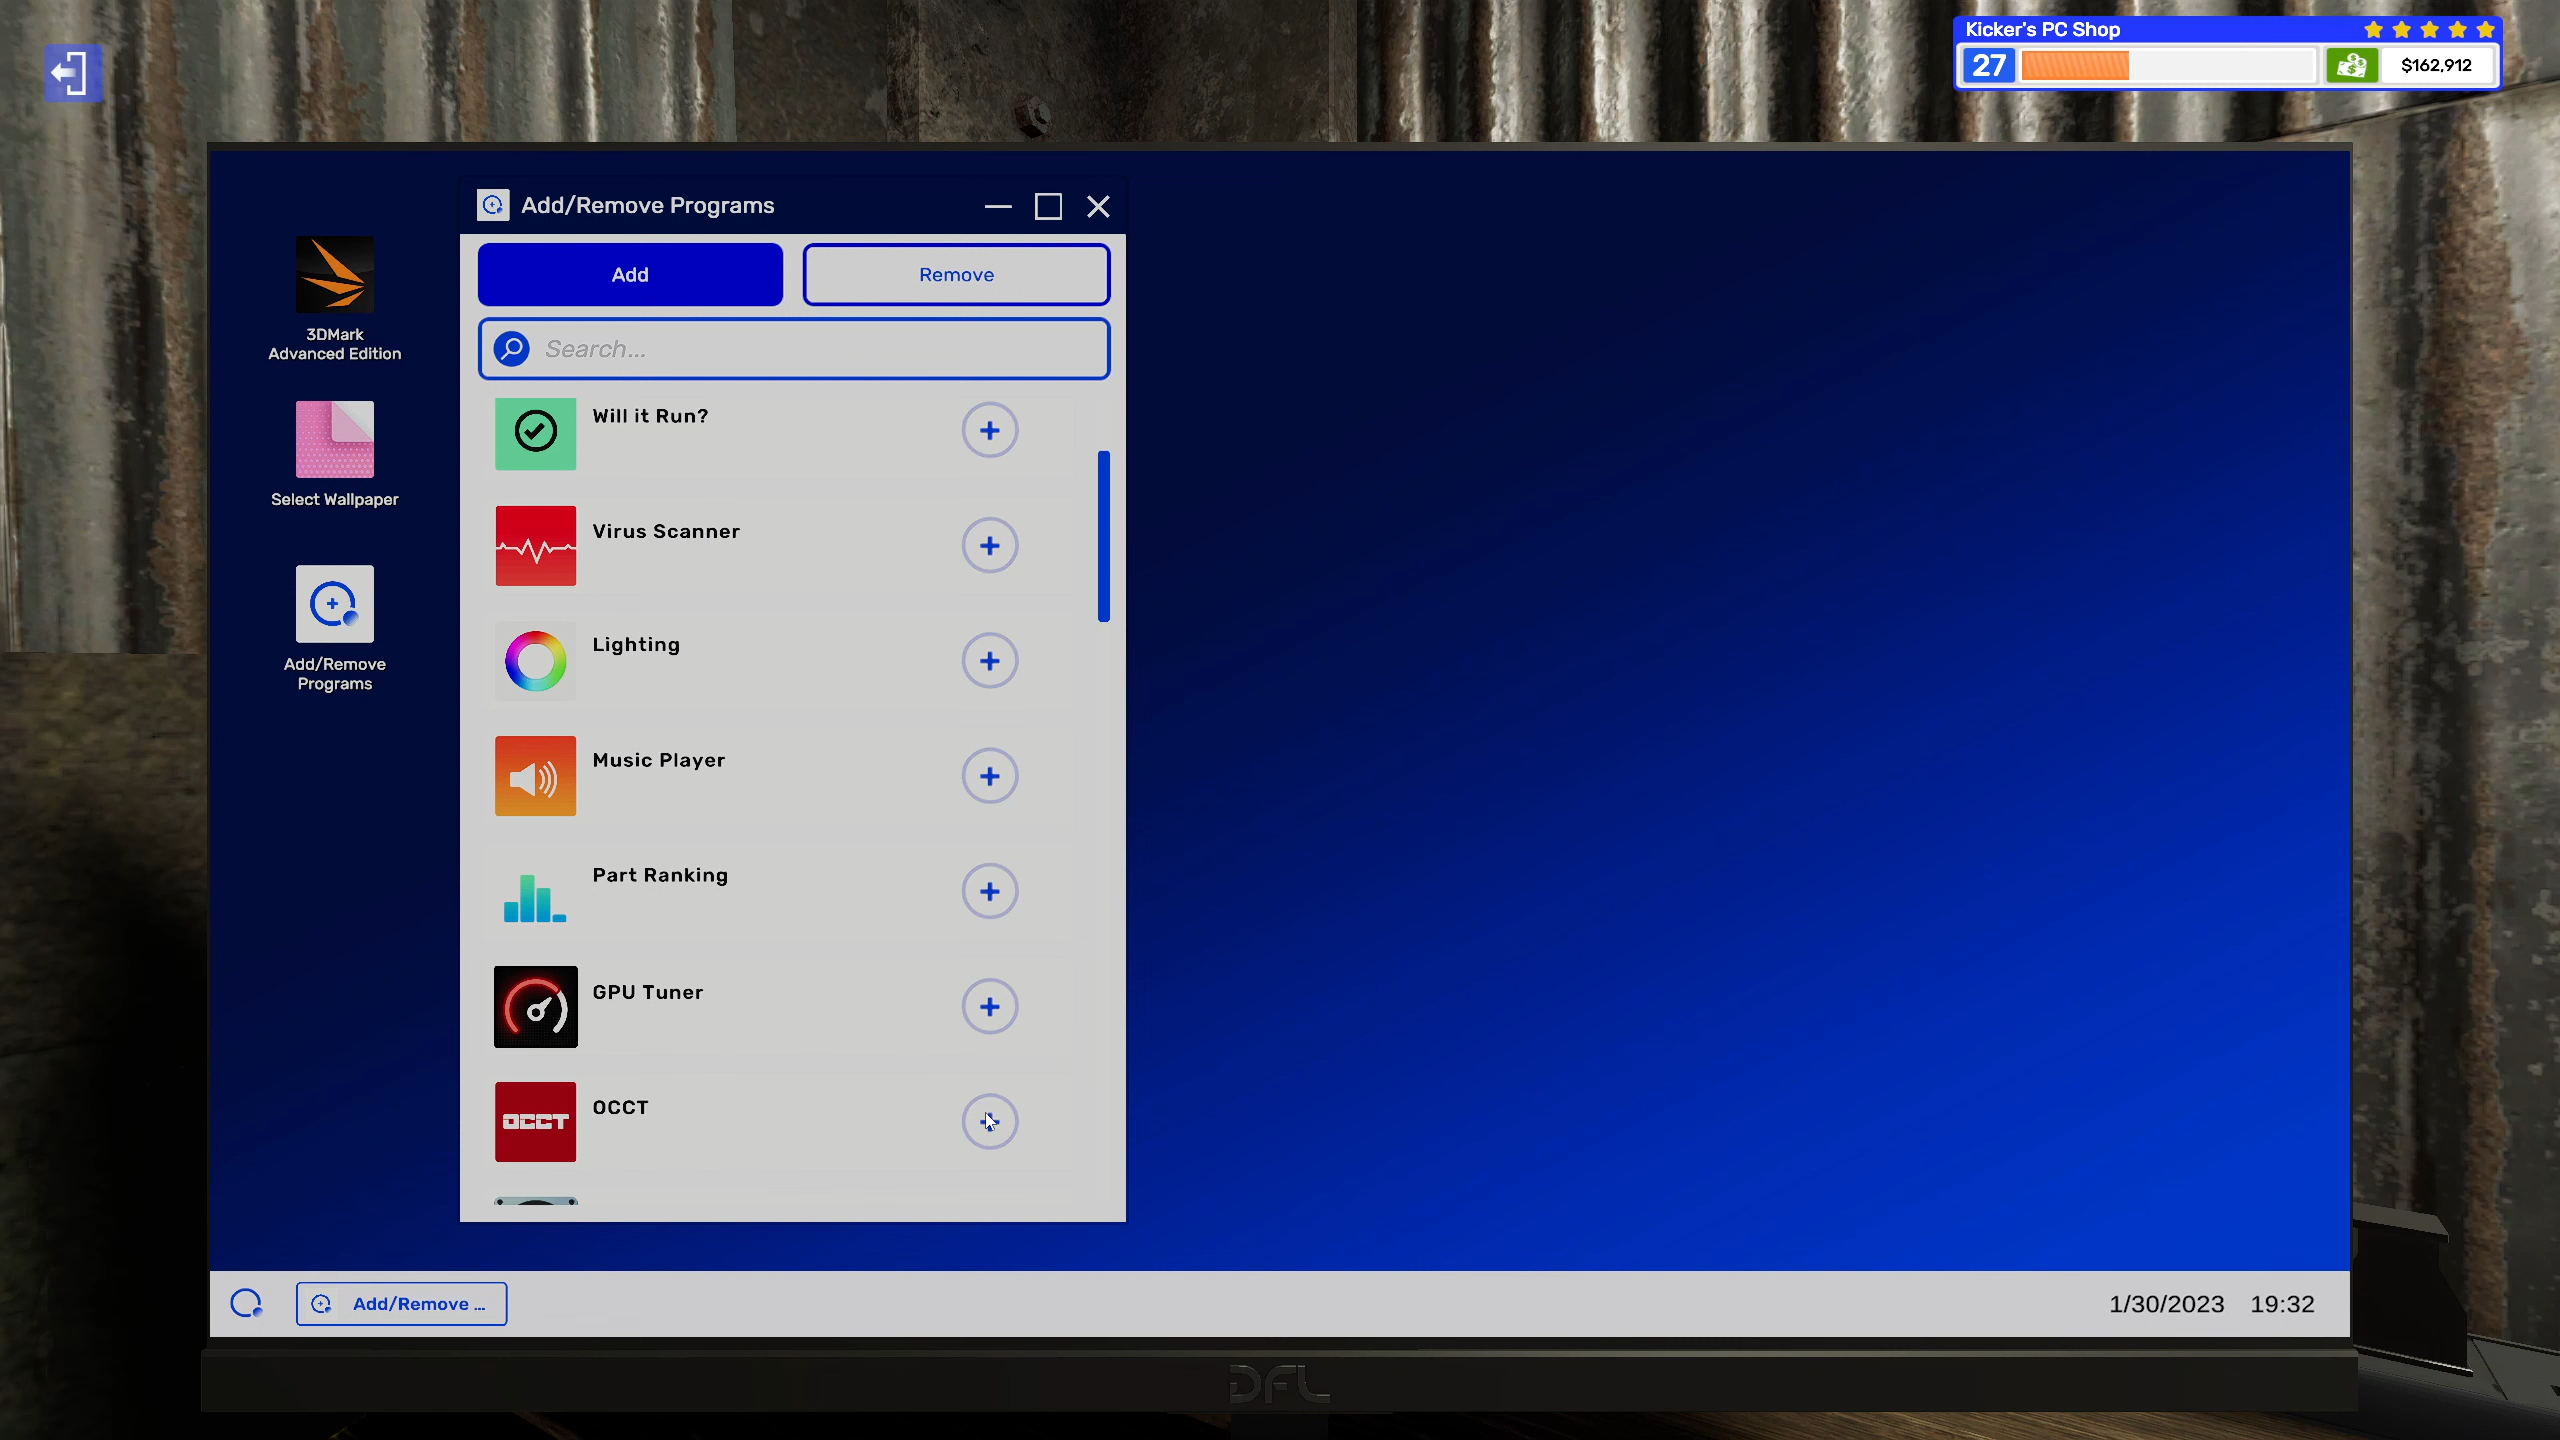 Kicker's PC Shop
27
$162,912
Add/Remove Programs
Add
Remove
Search...
3DMark
Advanced Edition
Select Wallpaper
Add/Remove
Programs
Will it Run?
Virus Scanner
Lighting
Music Player
Part Ranking
GPU Tuner
OCCT
OCCT
Add/Remove ...
1/30/2023 19:32
DFL